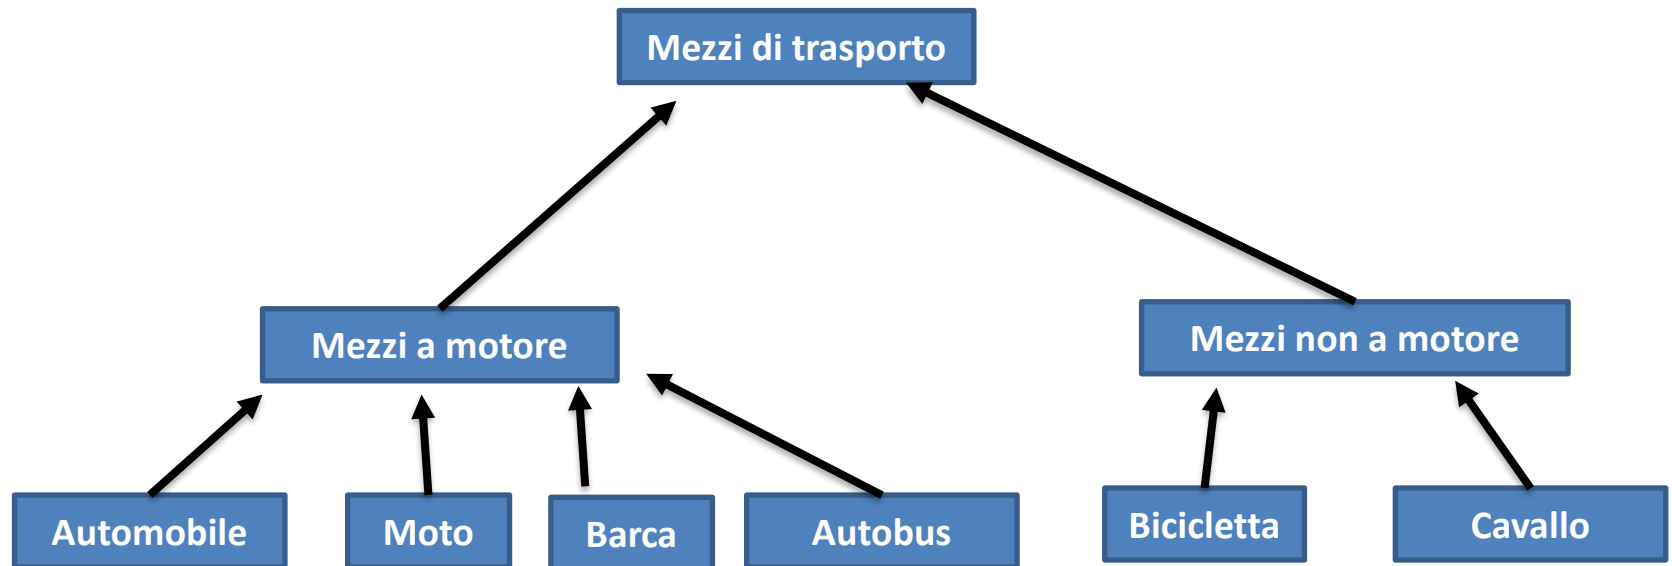 Mezzi di trasporto
Mezzi a motore
Mezzi non a motore
Automobile
Moto
Barca
Autobus
Bicicletta
Cavallo